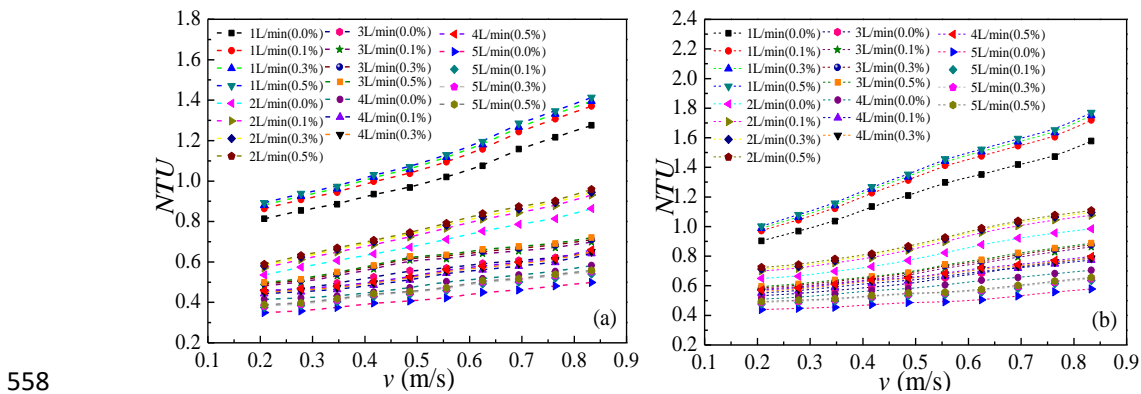 1.8
1.6
1.4
1.2
1.0
0.8
0.6
0.4
0.2
NTU
1L/min(0.0%)
1L/min(0.1%)
1L/min(0.3%)
1L/min(0.5%)
2L/min(0.0%)
2L/min(0.1%)
2L/min(0.3%)
2L/min(0.5%)
3L/min(0.0%)
3L/min(0.1%)
3L/min(0.3%)
3L/min(0.5%)
4L/min(0.0%)
4L/min(0.1%)
4L/min(0.3%)
4L/min(0.5%)
5L/min(0.0%)
5L/min(0.1%)
5L/min(0.3%)
5L/min(0.5%)
(a)
0.1 0.2 0.3 0.4 0.5 0.6 0.7 0.8 0.9
v (m/s)
2.4
2.2
2.0
1.8
1.6
1.4
1.2
1.0
0.8
0.6
0.4
0.2
NTU
1L/min(0.0%)
1L/min(0.1%)
1L/min(0.3%)
1L/min(0.5%)
2L/min(0.0%)
2L/min(0.1%)
2L/min(0.3%)
2L/min(0.5%)
3L/min(0.0%)
3L/min(0.1%)
3L/min(0.3%)
3L/min(0.5%)
4L/min(0.0%)
4L/min(0.1%)
4L/min(0.3%)
4L/min(0.5%)
5L/min(0.0%)
5L/min(0.1%)
5L/min(0.3%)
5L/min(0.5%)
(b)
0.1 0.2 0.3 0.4 0.5 0.6 0.7 0.8 0.9
v (m/s)
558